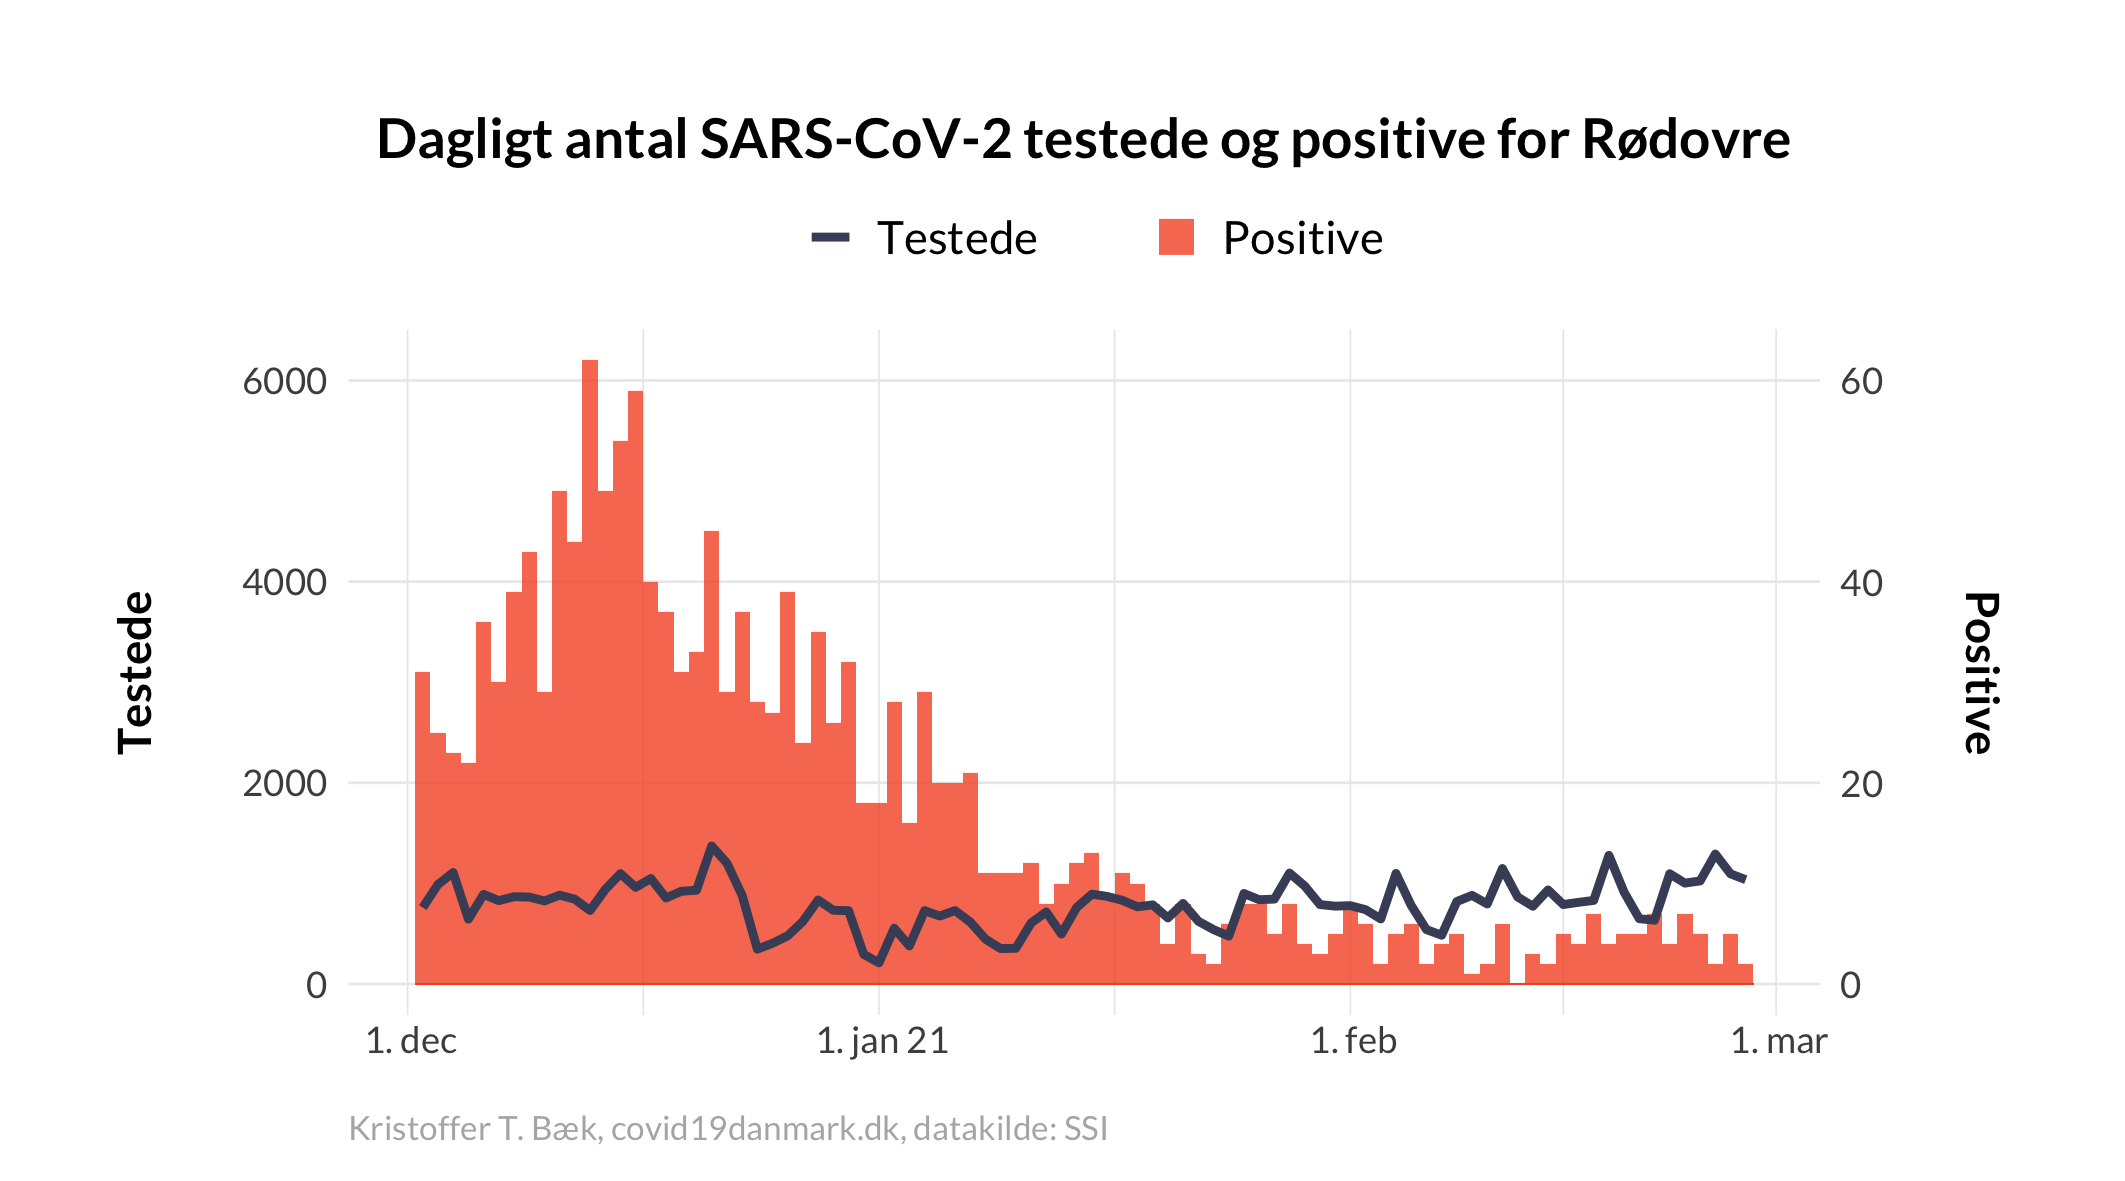 Dagligt antal SARS-CoV-2 testede og positive for Rødovre
Testede Positive
6000 60
4000 40
2000 20
0 0
Testede
Positive
1. dec 1. jan 21 1. feb 1. mar
Kristoffer T. Bæk, covid19danmark.dk, datakilde: SSI